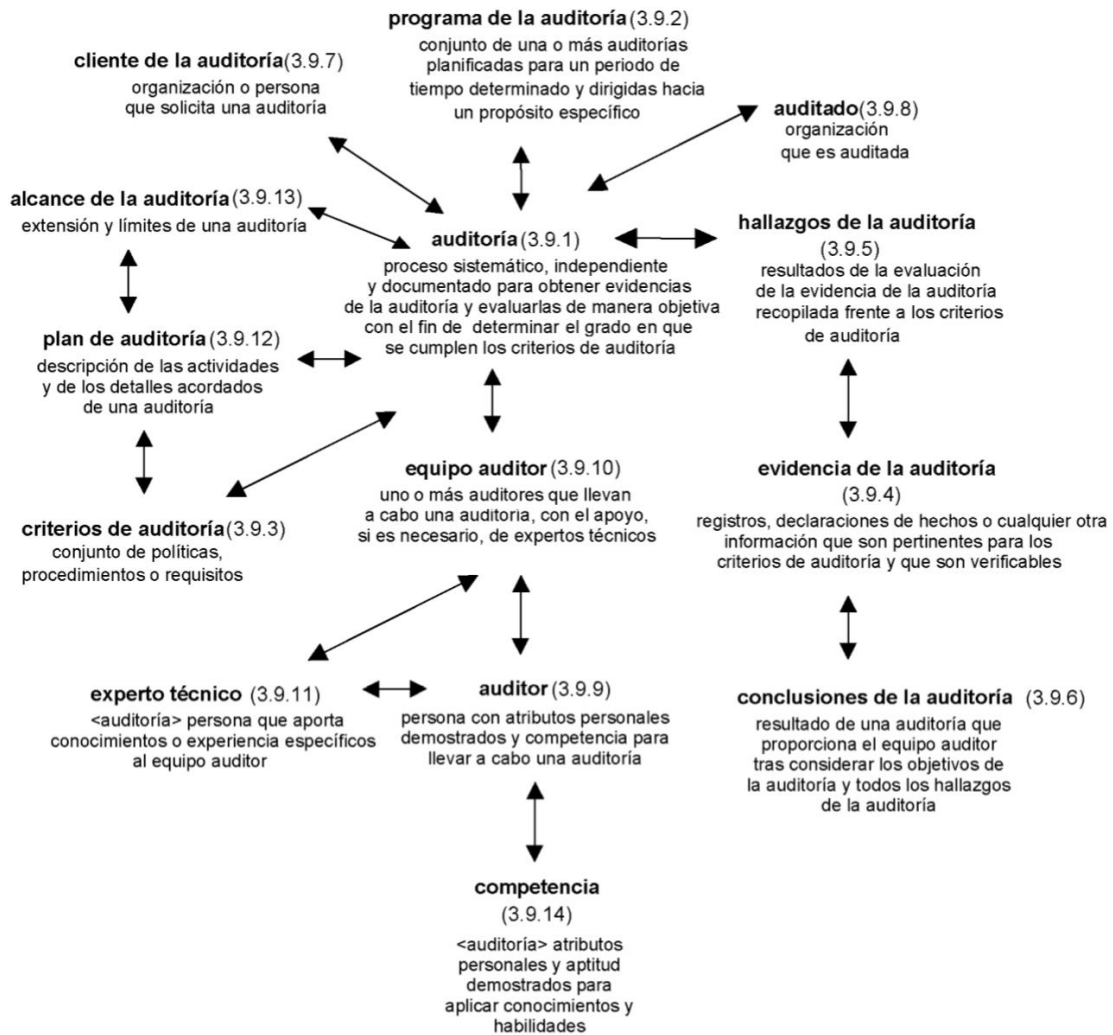 programa de la auditoría (3.9.2)
conjunto de una o más auditorías
planificadas para un periodo de
tiempo determinado y dirigidas hacia
un propósito específico
cliente de la auditoría(3.9.7)
organización o persona
que solicita una auditoría
auditado(3.9.8)
organización
que es auditada
alcance de la auditoría(3.9.13)
extensión y límites de una auditoría
auditoría(3.9.1)
proceso sistemático, independiente
y documentado para obtener evidencias
de la auditoría y evaluarlas de manera objetiva
con el fin de determinar el grado en que
se cumplen los criterios de auditoría
hallazgos de la auditoría
(3.9.5)
resultados de la evaluación
de la evidencia de la auditoría
recopilada frente a los criterios
de auditoría
plan de auditoría (3.9.12)
descripción de las actividades
y de los detalles acordados
de una auditoría
criterios de auditoría(3.9.3)
conjunto de políticas,
procedimientos o requisitos
equipo auditor (3.9.10)
uno o más auditores que llevan
a cabo una auditoria, con el apoyo,
si es necesario, de expertos técnicos
evidencia de la auditoría
(3.9.4)
registros, declaraciones de hechos o cualquier otra
información que son pertinentes para los
criterios de auditoría y que son verificables
experto técnico (3.9.11)
<auditoría> persona que aporta
conocimientos o experiencia específicos
al equipo auditor
auditor (3.9.9)
persona con atributos personales
demostrados y competencia para
llevar a cabo una auditoría
conclusiones de la auditoría (3.9.6)
resultado de una auditoría que
proporciona el equipo auditor
tras considerar los objetivos de
la auditoría y todos los hallazgos
de la auditoría
competencia
(3.9.14)
<auditoría> atributos
personales y aptitud
demostrados para
aplicar conocimientos y
habilidades